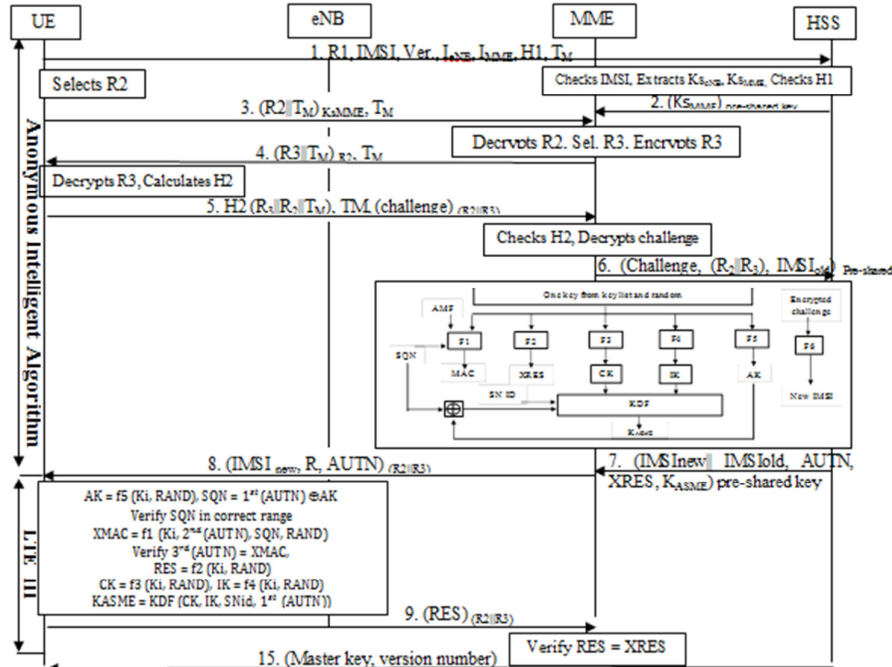 UE
eNB
MME
HSS
1. R1, IMSI, Ver., IeNB, IMME, H1, TM
Selects R2
Checks IMSI, Extracts KseNB, KsMME, Checks H1
2. (KsMME) pre-shared key
3. (R2||TM) KsMME, TM
Decrypts R2. Sel. R3. Encrypts R3
4. (R3||TM) R2, TM
Decrypts R3, Calculates H2
5. H2 (R3||R2||TM), TM, (challenge) (R2||R3)
Checks H2, Decrypts challenge
6. (Challenge, (R2||R3), IMSIold) Pre-shared
One key from key list and random
Encrypted
challenge
AMF
F1
F2
F3
F4
F5
F6
SQN
MAC
XRES
CK
IK
AK
SN ID
KDF
New IMSI
KASME
8. (IMSI new, R, AUTN) (R2||R3)
7. (IMSInew|| IMSIold, AUTN,
XRES, KASME) pre-shared key
AK = f5 (Ki, RAND), SQN = 1st (AUTN) ⊕AK
Verify SQN in correct range
XMAC = f1 (Ki, 2nd (AUTN), SQN, RAND)
Verify 3rd (AUTN) = XMAC,
RES = f2 (Ki, RAND)
CK = f3 (Ki, RAND), IK = f4 (Ki, RAND)
KASME = KDF (CK, IK, SNid, 1st (AUTN))
9. (RES) (R2||R3)
Verify RES = XRES
15. (Master key, version number)
Anonymous Intelligent Algorithm
LTE III